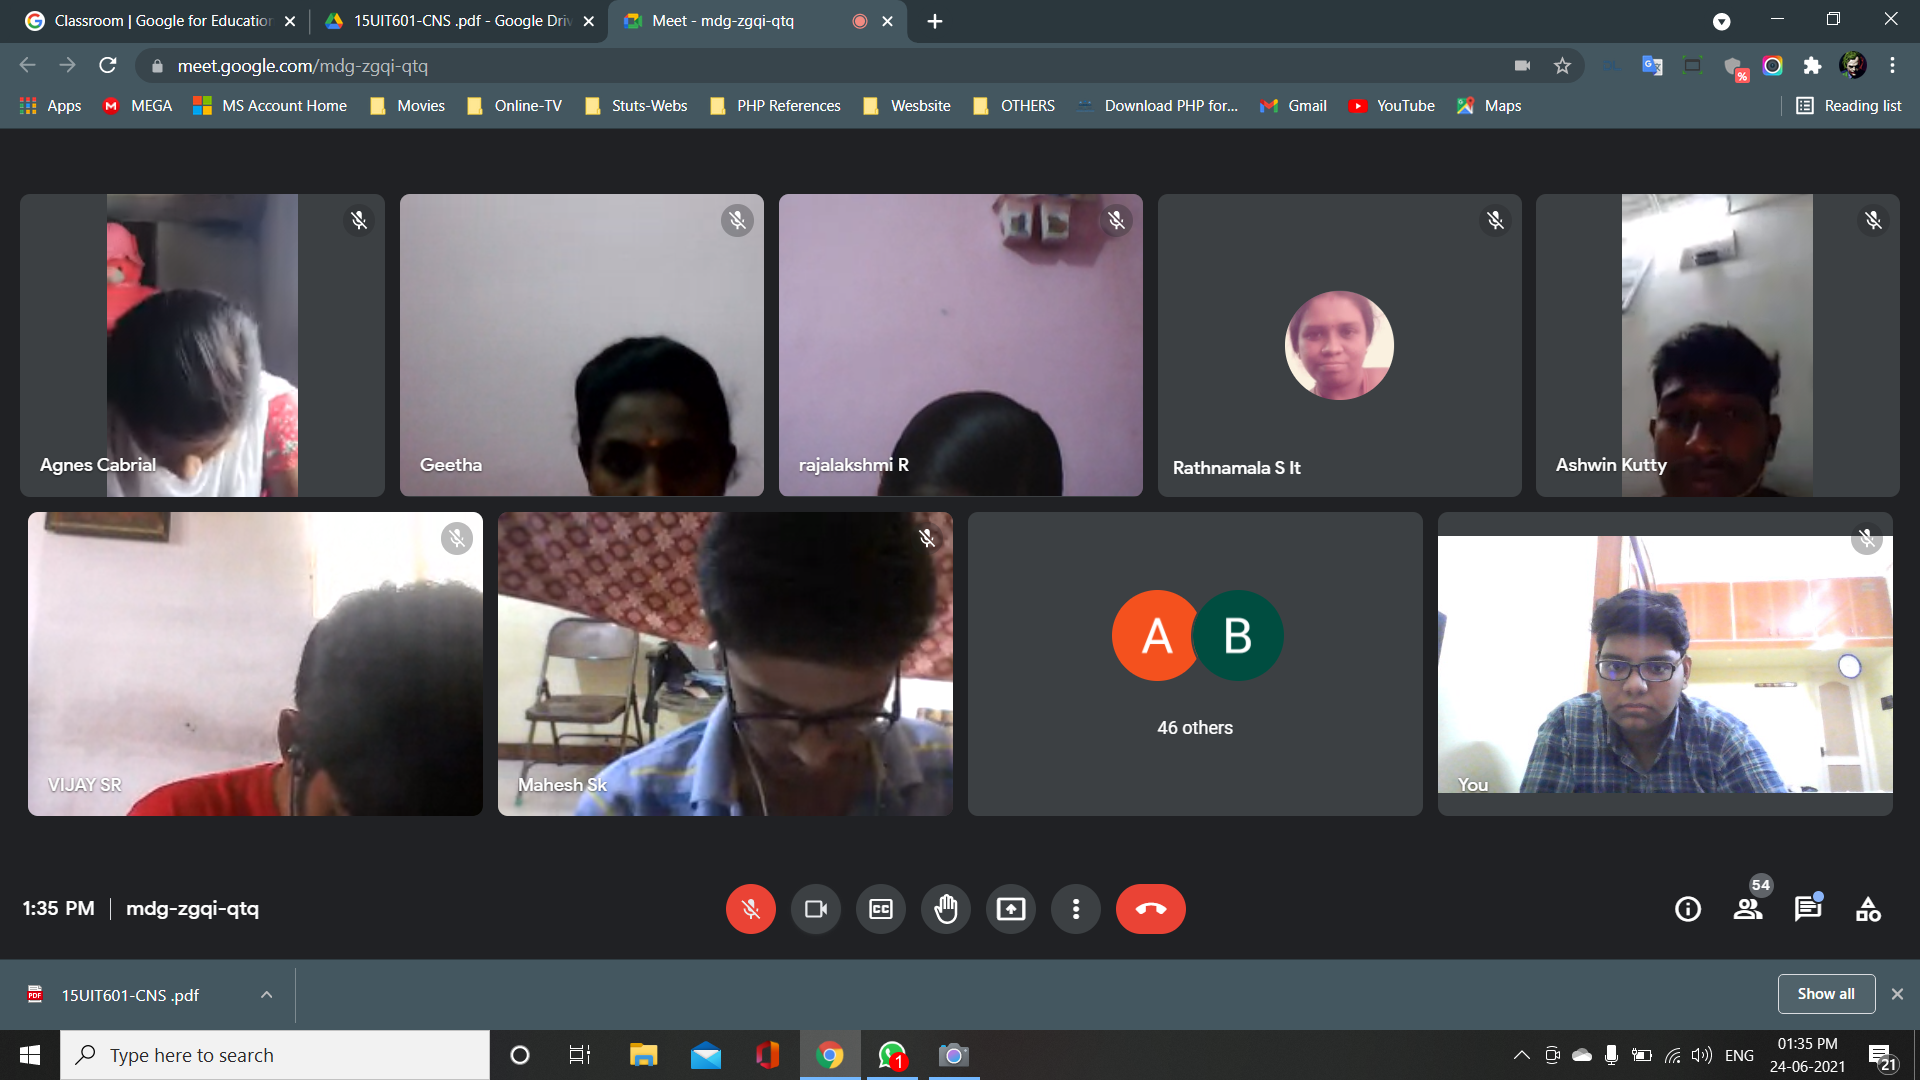 Classroom | Google for Education
15UIT601-CNS .pdf - Google Driv
Meet - mdg-zgqi-qtq
meet.google.com/mdg-zgqi-qtq
Apps
MEGA
MS Account Home
Movies
Online-TV
Stuts-Webs
PHP References
Wesbsite
OTHERS
Download PHP for...
Gmail
YouTube
Maps
Reading list
Agnes Cabrial
Geetha
rajalakshmi R
Rathnamala S It
Ashwin Kutty
VIJAY SR
Mahesh Sk
A B
46 others
You
1:35 PM | mdg-zgqi-qtq
CC
54
PDF
15UIT601-CNS .pdf
Show all
Type here to search
1
ENG
01:35 PM
24-06-2021
21